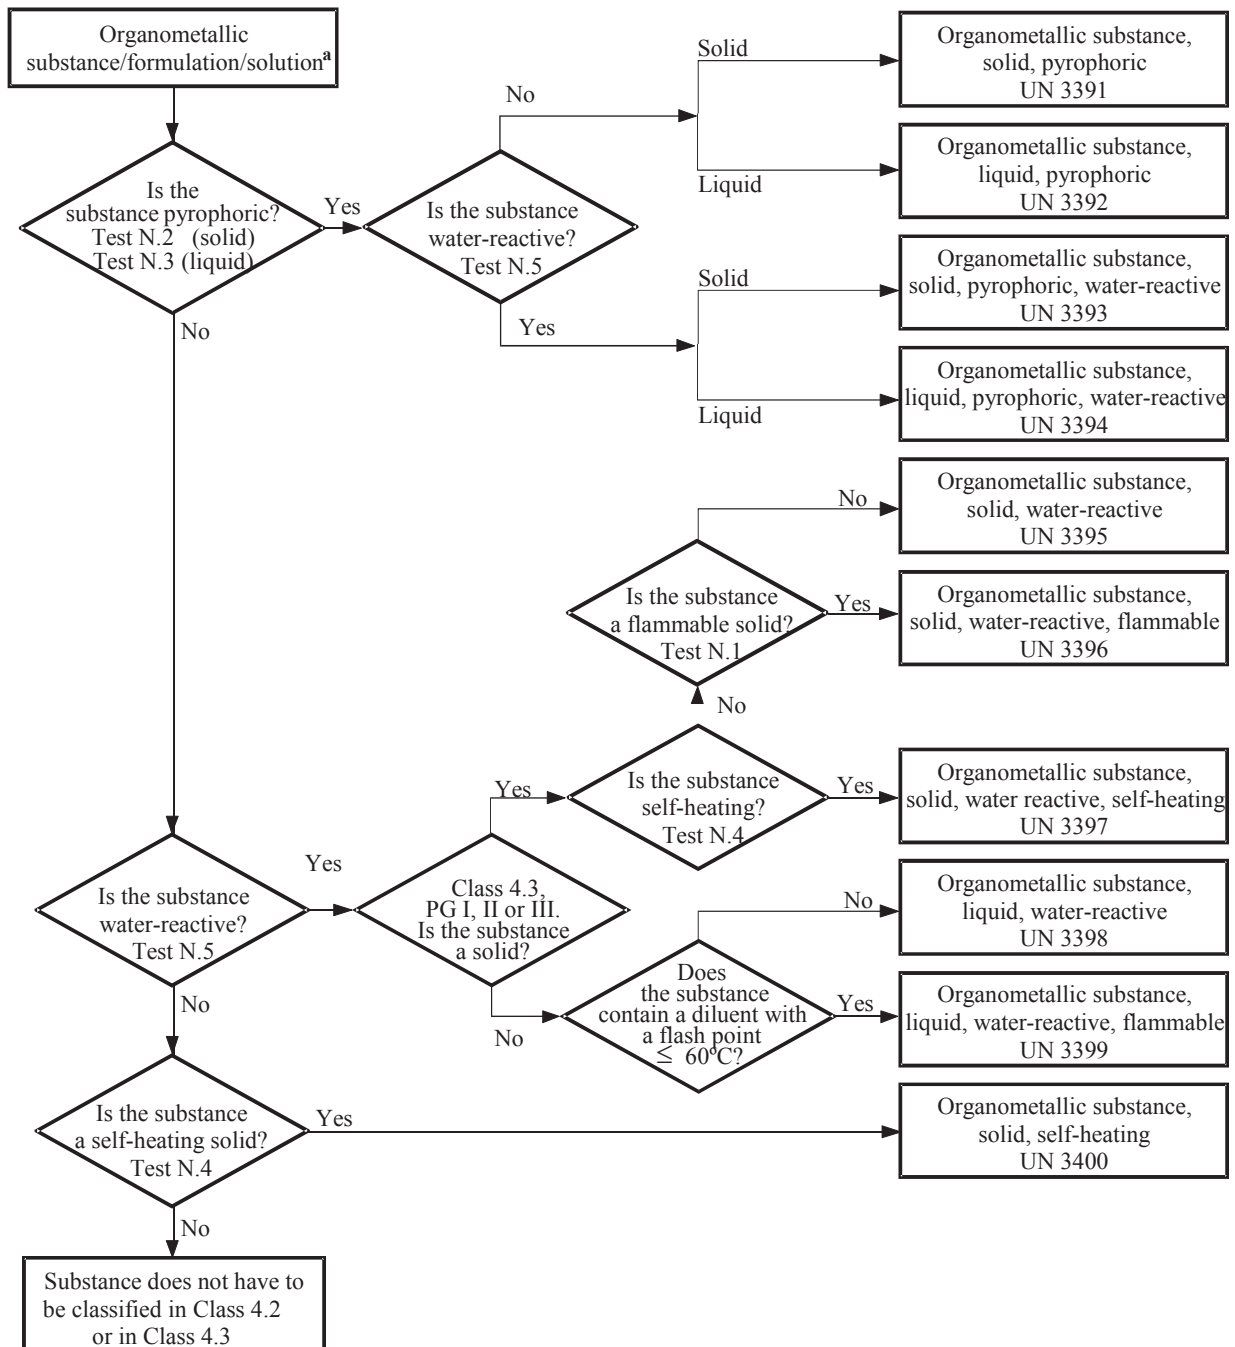 Organometallic
substance/formulation/solutionª
Is the
substance pyrophoric?
Test N.2 (solid)
Test N.3 (liquid)
Yes
No
Is the substance
water-reactive?
Test N.5
No
Yes
Solid
Liquid
Solid
Liquid
Organometallic substance,
solid, pyrophoric
UN 3391
Organometallic substance,
liquid, pyrophoric
UN 3392
Organometallic substance,
solid, pyrophoric, water-reactive
UN 3393
Organometallic substance,
liquid, pyrophoric, water-reactive
UN 3394
Organometallic substance,
solid, water-reactive
UN 3395
No
Is the substance
a flammable solid?
Test N.1
Yes
Organometallic substance,
solid, water-reactive, flammable
UN 3396
No
Is the substance
self-heating?
Test N.4
Yes
Organometallic substance,
solid, water reactive, self-heating
UN 3397
Yes
Is the substance
water-reactive?
Test N.5
Yes
Class 4.3,
PG I, II or III.
Is the substance
a solid?
No
Does
the substance
contain a diluent with
a flash point
≤ 60ºC?
No
Organometallic substance,
liquid, water-reactive
UN 3398
Yes
Organometallic substance,
liquid, water-reactive, flammable
UN 3399
No
Is the substance
a self-heating solid?
Test N.4
Yes
Organometallic substance,
solid, self-heating
UN 3400
No
Substance does not have to
be classified in Class 4.2
or in Class 4.3